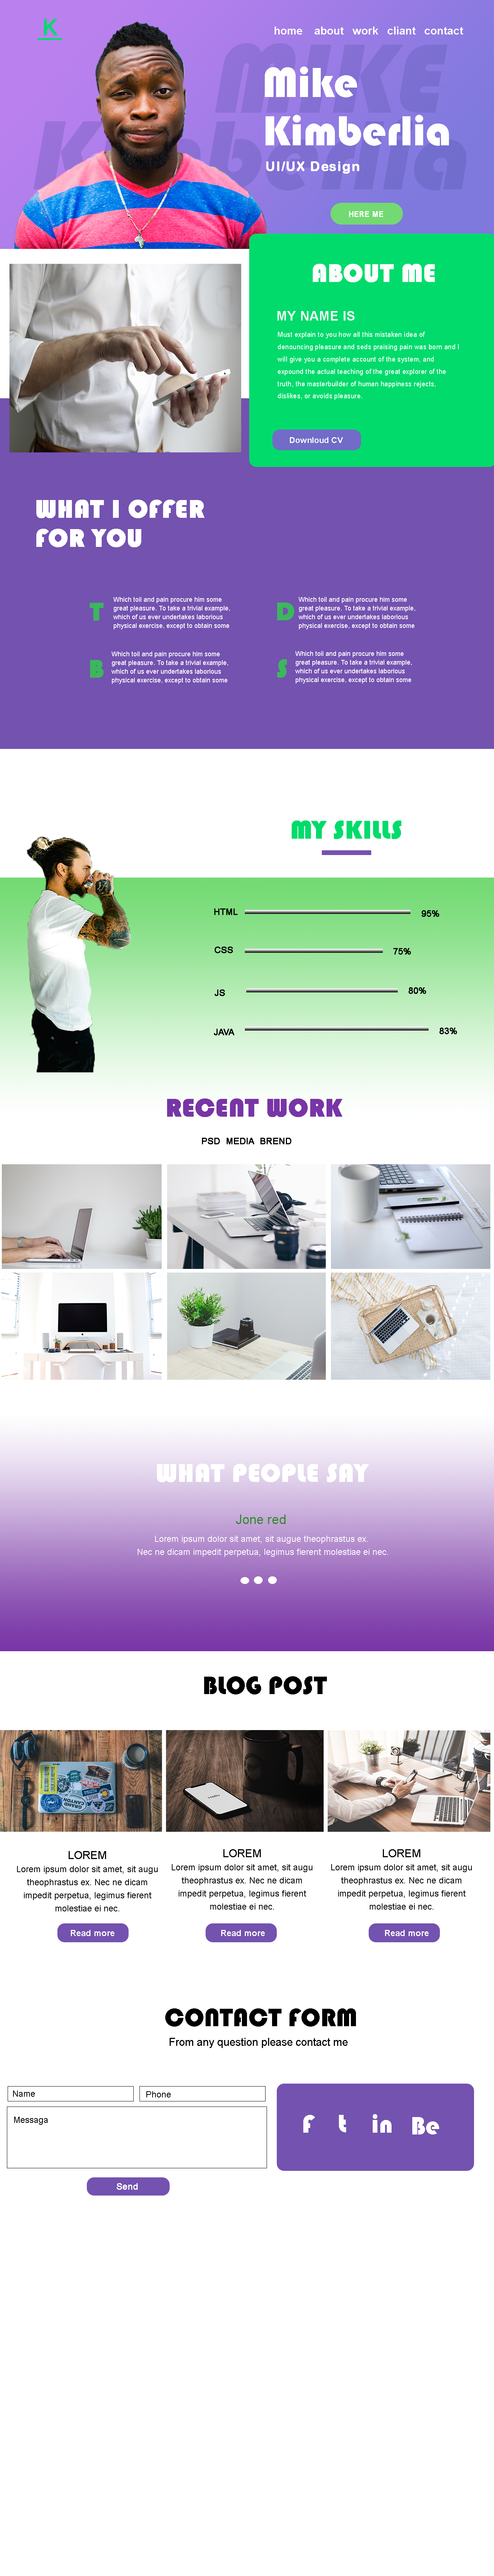 K
home about work cliant contact
MIKE
Kimberlia
Mike
Kimberlia
UI/UX Design
HERE ME
ABOUT ME
MY NAME IS
Must explain to you how all this mistaken idea of
denouncing pleasure and seds praising pain was born and I
will give you a complete account of the system, and
expound the actual teaching of the great explorer of the
truth, the masterbuilder of human happiness rejects,
dislikes, or avoids pleasure.
Downloud CV
WHAT I OFFER
FOR YOU
T
Which toil and pain procure him some
great pleasure. To take a trivial example,
which of us ever undertakes laborious
physical exercise, except to obtain some
D
Which toil and pain procure him some
great pleasure. To take a trivial example,
which of us ever undertakes laborious
physical exercise, except to obtain some
B
Which toil and pain procure him some
great pleasure. To take a trivial example,
which of us ever undertakes laborious
physical exercise, except to obtain some
S
Which toil and pain procure him some
great pleasure. To take a trivial example,
which of us ever undertakes laborious
physical exercise, except to obtain some
MY SKILLS
HTML 95%
CSS 75%
JS 80%
JAVA 83%
RECENT WORK
PSD MEDIA BREND
WHAT PEOPLE SAY
Jone red
Lorem ipsum dolor sit amet, sit augue theophrastus ex.
Nec ne dicam impedit perpetua, legimus fierent molestiae ei nec.
BLOG POST
LOREM
Lorem ipsum dolor sit amet, sit augu
theophrastus ex. Nec ne dicam
impedit perpetua, legimus fierent
molestiae ei nec.
Read more
LOREM
Lorem ipsum dolor sit amet, sit augu
theophrastus ex. Nec ne dicam
impedit perpetua, legimus fierent
molestiae ei nec.
Read more
LOREM
Lorem ipsum dolor sit amet, sit augu
theophrastus ex. Nec ne dicam
impedit perpetua, legimus fierent
molestiae ei nec.
Read more
CONTACT FORM
From any question please contact me
Name
Phone
Messaga
Send
F t in Be